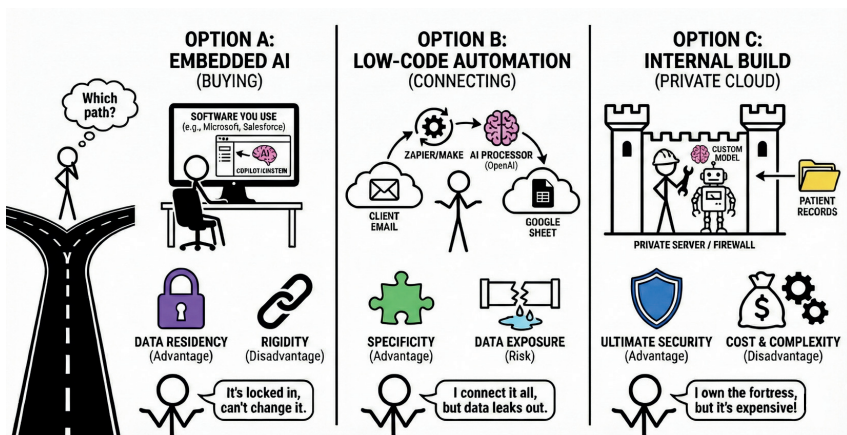 Which
path?
OPTION A:
EMBEDDED AI
(BUYING)
SOFTWARE YOU USE
(e.g., Microsoft, Salesforce)
AI
COPILOT/EINSTEIN
DATA RESIDENCY
(Advantage)
RIGIDITY
(Disadvantage)
It's locked in,
can't change it.
OPTION B:
LOW-CODE AUTOMATION
(CONNECTING)
ZAPIER/MAKE
AI PROCESSOR
(OpenAI)
CLIENT
EMAIL
GOOGLE
SHEET
SPECIFICITY
(Advantage)
DATA EXPOSURE
(Risk)
I connect it all,
but data leaks out.
OPTION C:
INTERNAL BUILD
(PRIVATE CLOUD)
CUSTOM
MODEL
PATIENT
RECORDS
PRIVATE SERVER / FIREWALL
$
ULTIMATE SECURITY
(Advantage)
COST & COMPLEXITY
(Disadvantage)
I own the fortress,
but it's expensive!